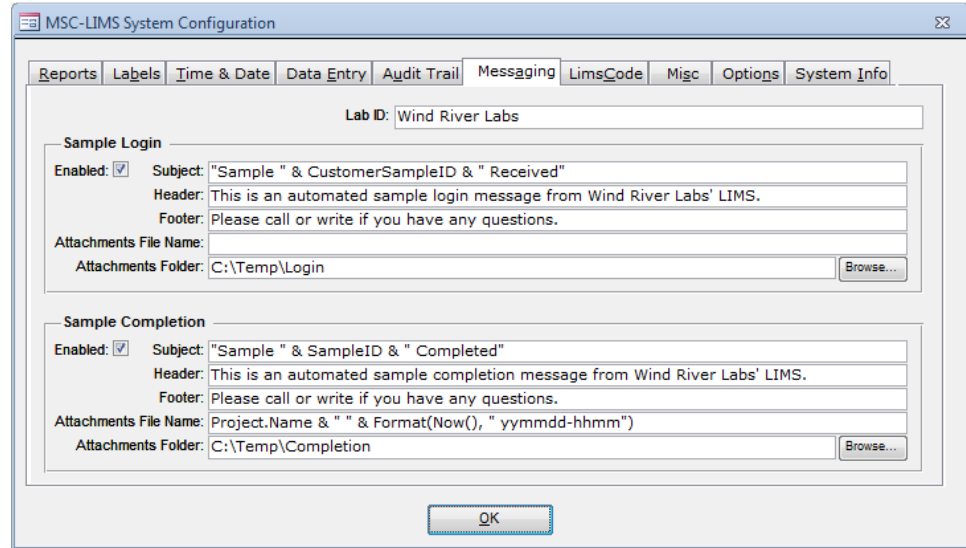 MSC-LIMS System Configuration
Reports Labels Time & Date Data Entry Audit Trail Messaging LimsCode Misc Options System Info
Lab ID: Wind River Labs
Sample Login
Enabled: Subject: "Sample " & CustomerSampleID & " Received"
Header: This is an automated sample login message from Wind River Labs' LIMS.
Footer: Please call or write if you have any questions.
Attachments File Name:
Attachments Folder: C:\Temp\Login Browse...
Sample Completion
Enabled: Subject: "Sample " & SampleID & " Completed"
Header: This is an automated sample completion message from Wind River Labs' LIMS.
Footer: Please call or write if you have any questions.
Attachments File Name: Project.Name & " " & Format(Now(), " yymmdd-hhmm")
Attachments Folder: C:\Temp\Completion Browse...
OK